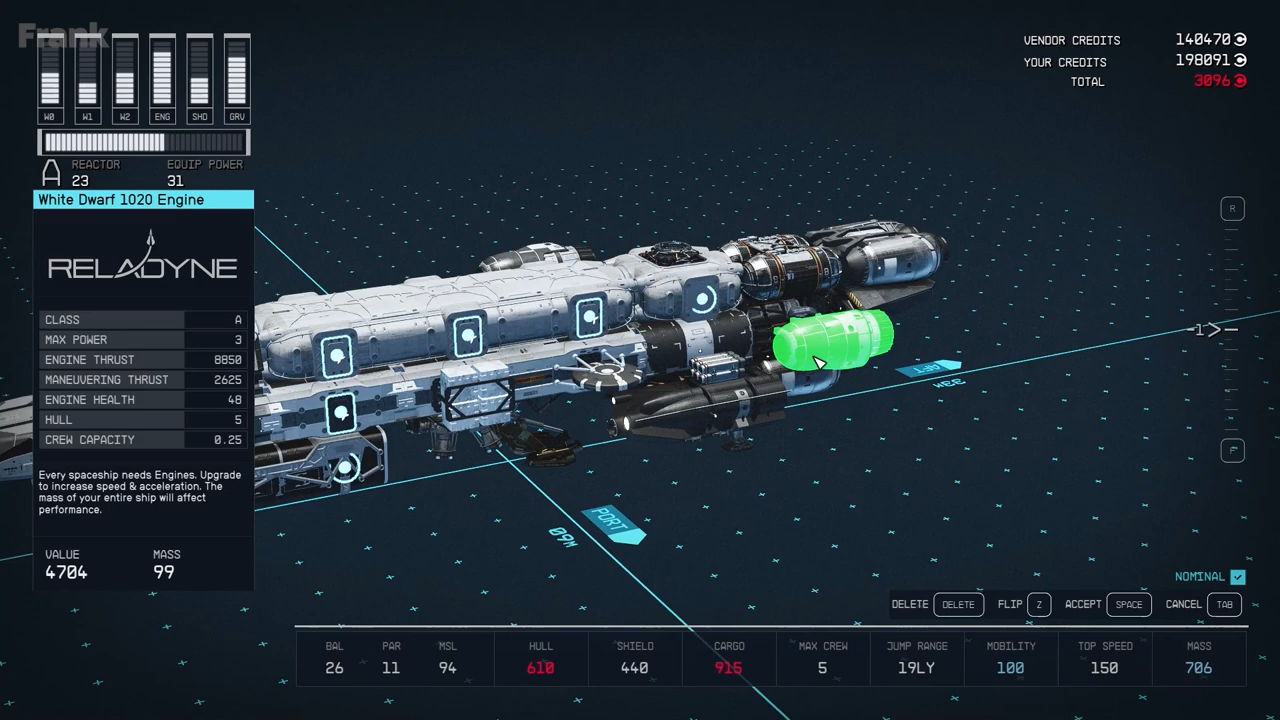 Frank
W0 W1 W2 ENG SHD GRV
A REACTOR 23 EQUIP POWER 31
White Dwarf 1020 Engine
RELADYNE
CLASS A
MAX POWER 3
ENGINE THRUST 8850
MANEUVERING THRUST 2625
ENGINE HEALTH 48
HULL 5
CREW CAPACITY 0.25
Every spaceship needs Engines. Upgrade
to increase speed & acceleration. The
mass of your entire ship will affect
performance.
VALUE MASS
4704 99
VENDOR CREDITS 140470
YOUR CREDITS 198091
TOTAL 3096
R
-1
F
AFT
33M
PORT
09M
NOMINAL
DELETE DELETE FLIP Z ACCEPT SPACE CANCEL TAB
BAL PAR MSL HULL SHIELD CARGO MAX CREW JUMP RANGE MOBILITY TOP SPEED MASS
26 11 94 610 440 915 5 19LY 100 150 706